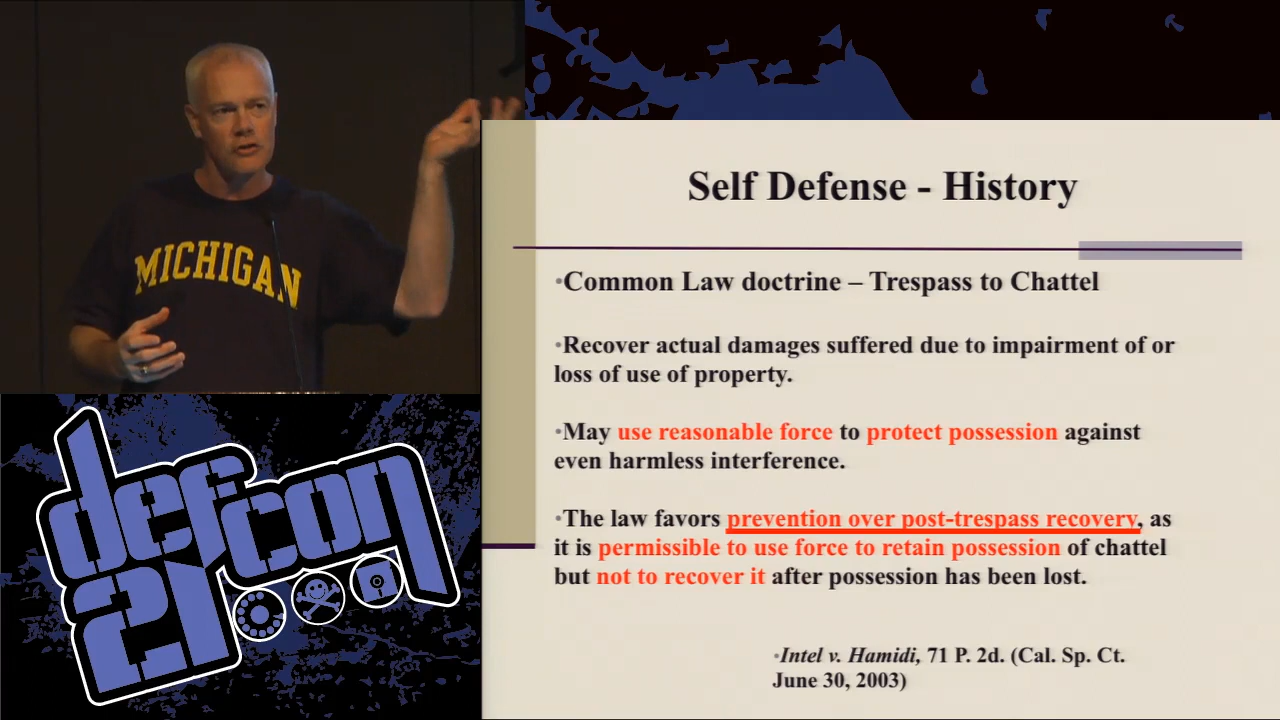 MICHIGAN
Self Defense - History
•Common Law doctrine – Trespass to Chattel
•Recover actual damages suffered due to impairment of or
loss of use of property.
•May use reasonable force to protect possession against
even harmless interference.
•The law favors prevention over post-trespass recovery, as
it is permissible to use force to retain possession of chattel
but not to recover it after possession has been lost.
•Intel v. Hamidi, 71 P. 2d. (Cal. Sp. Ct.
June 30, 2003)
defcon
21